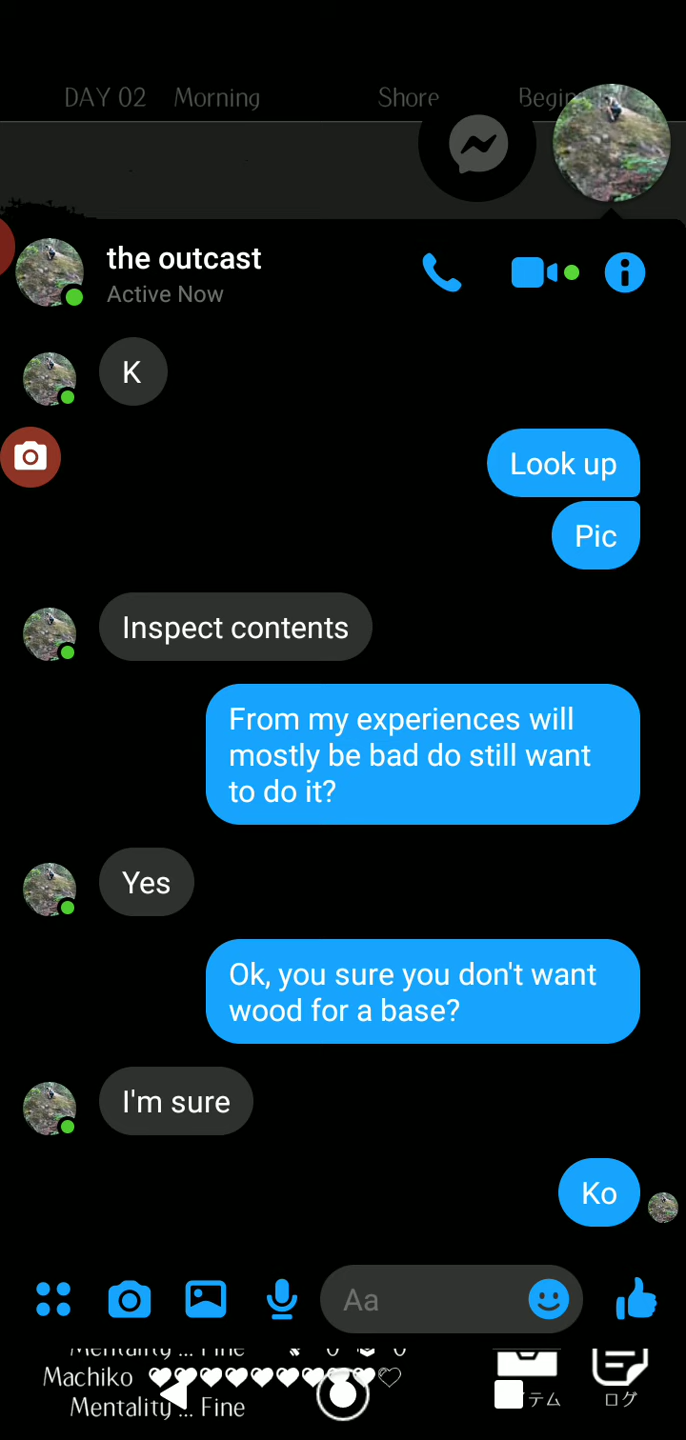 DAY 02 Morning Shore
the outcast
Active Now
K
Look up
Pic
Inspect contents
From my experiences will
mostly be bad do still want
to do it?
Yes
Ok, you sure you don't want
wood for a base?
I'm sure
Ko
Aa
Mentality ... Fine 0 0
Machiko
テム ログ
Mentality ... Fine